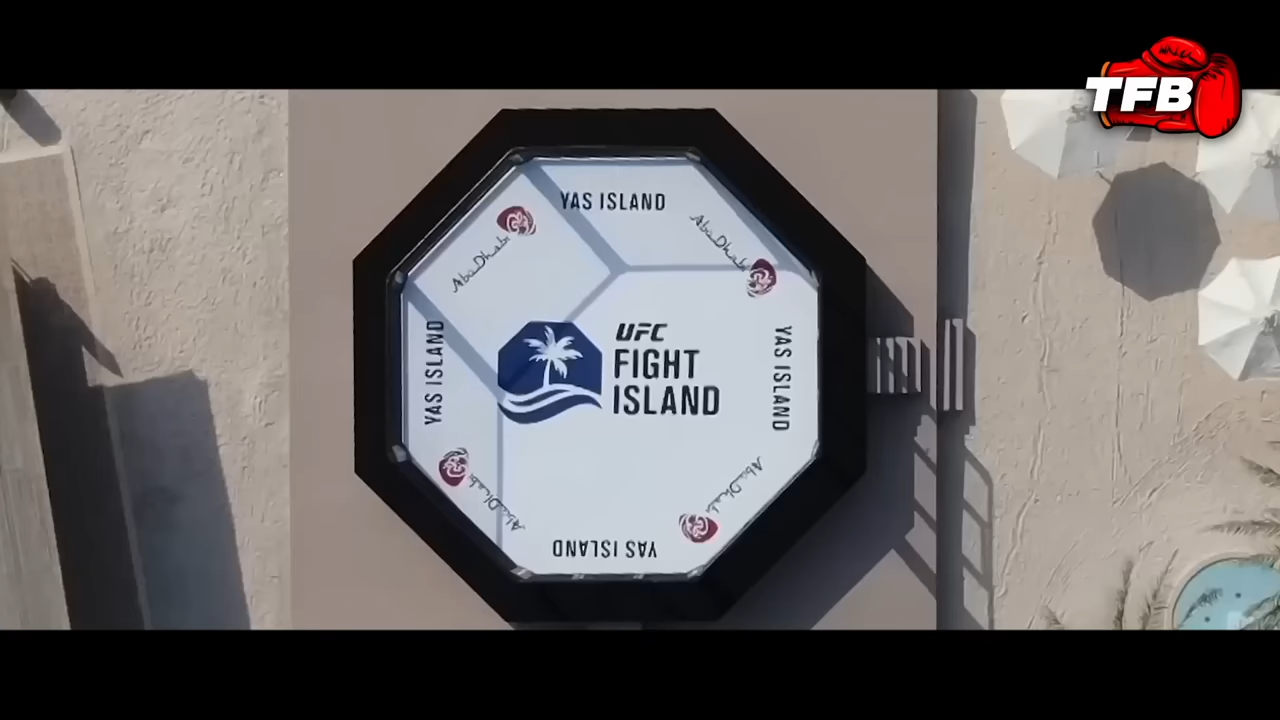 TFB
YAS ISLAND
AbuDhabi
AbuDhabi
UFC
FIGHT
ISLAND
YAS ISLAND
YAS ISLAND
AbuDhabi
AbuDhabi
YAS ISLAND